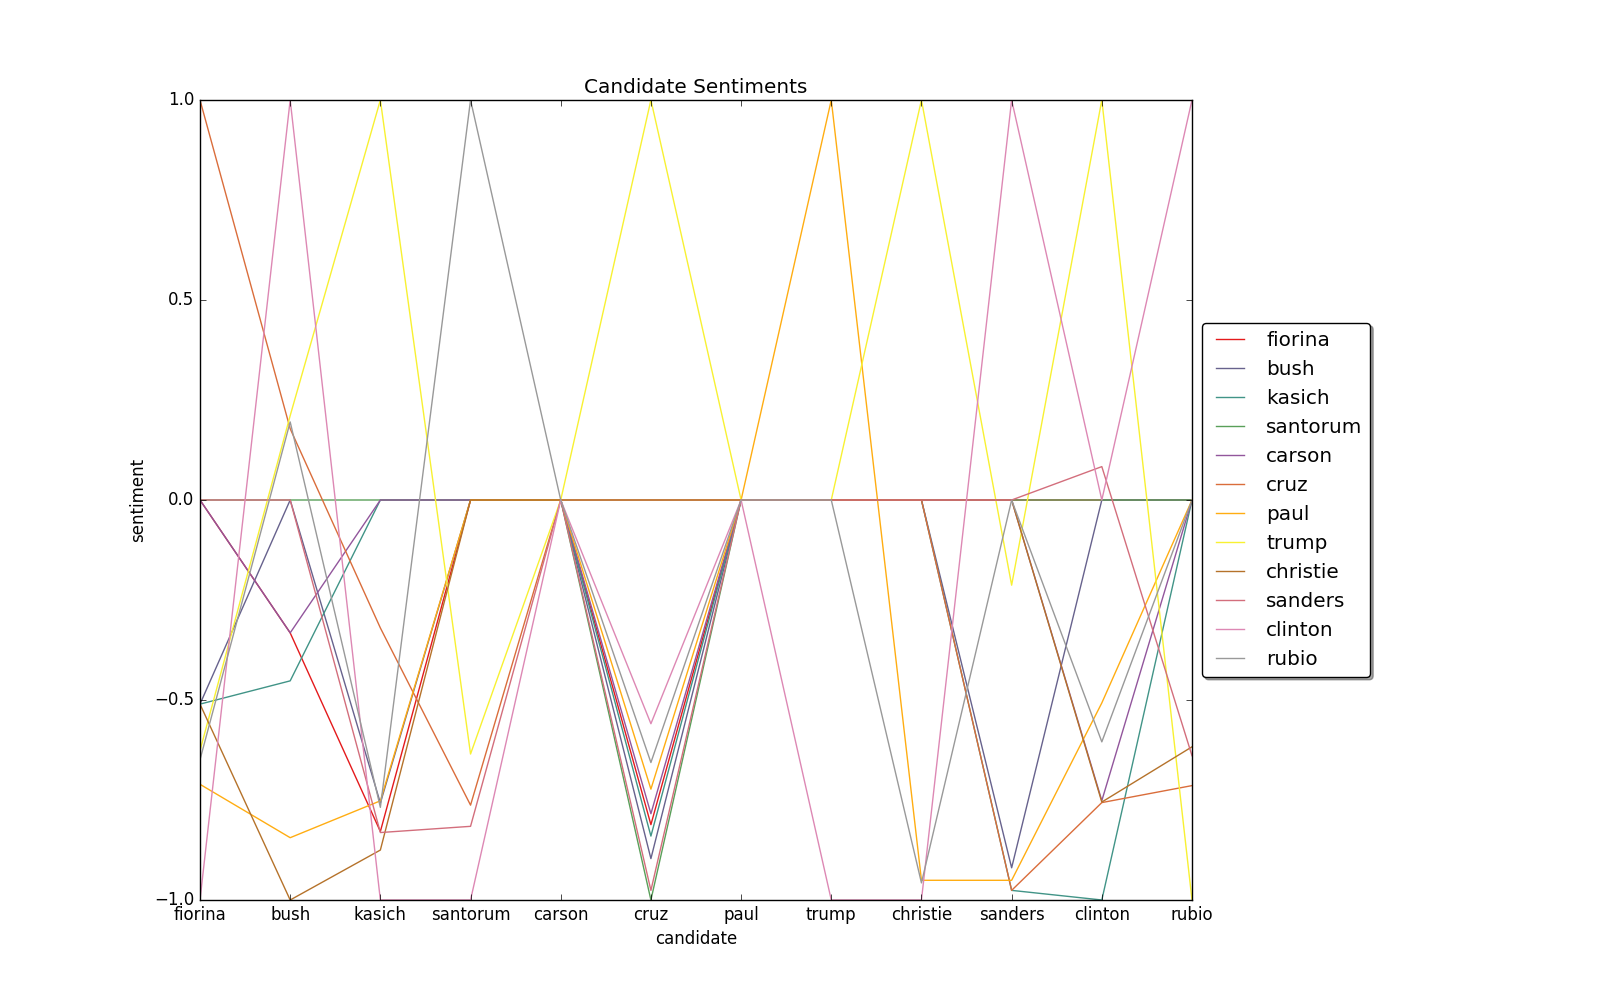 Candidate Sentiments
1.0
0.5
0.0
−0.5
−1.0
sentiment
fiorina bush kasich santorum carson cruz paul trump christie sanders clinton rubio
candidate
fiorina
bush
kasich
santorum
carson
cruz
paul
trump
christie
sanders
clinton
rubio